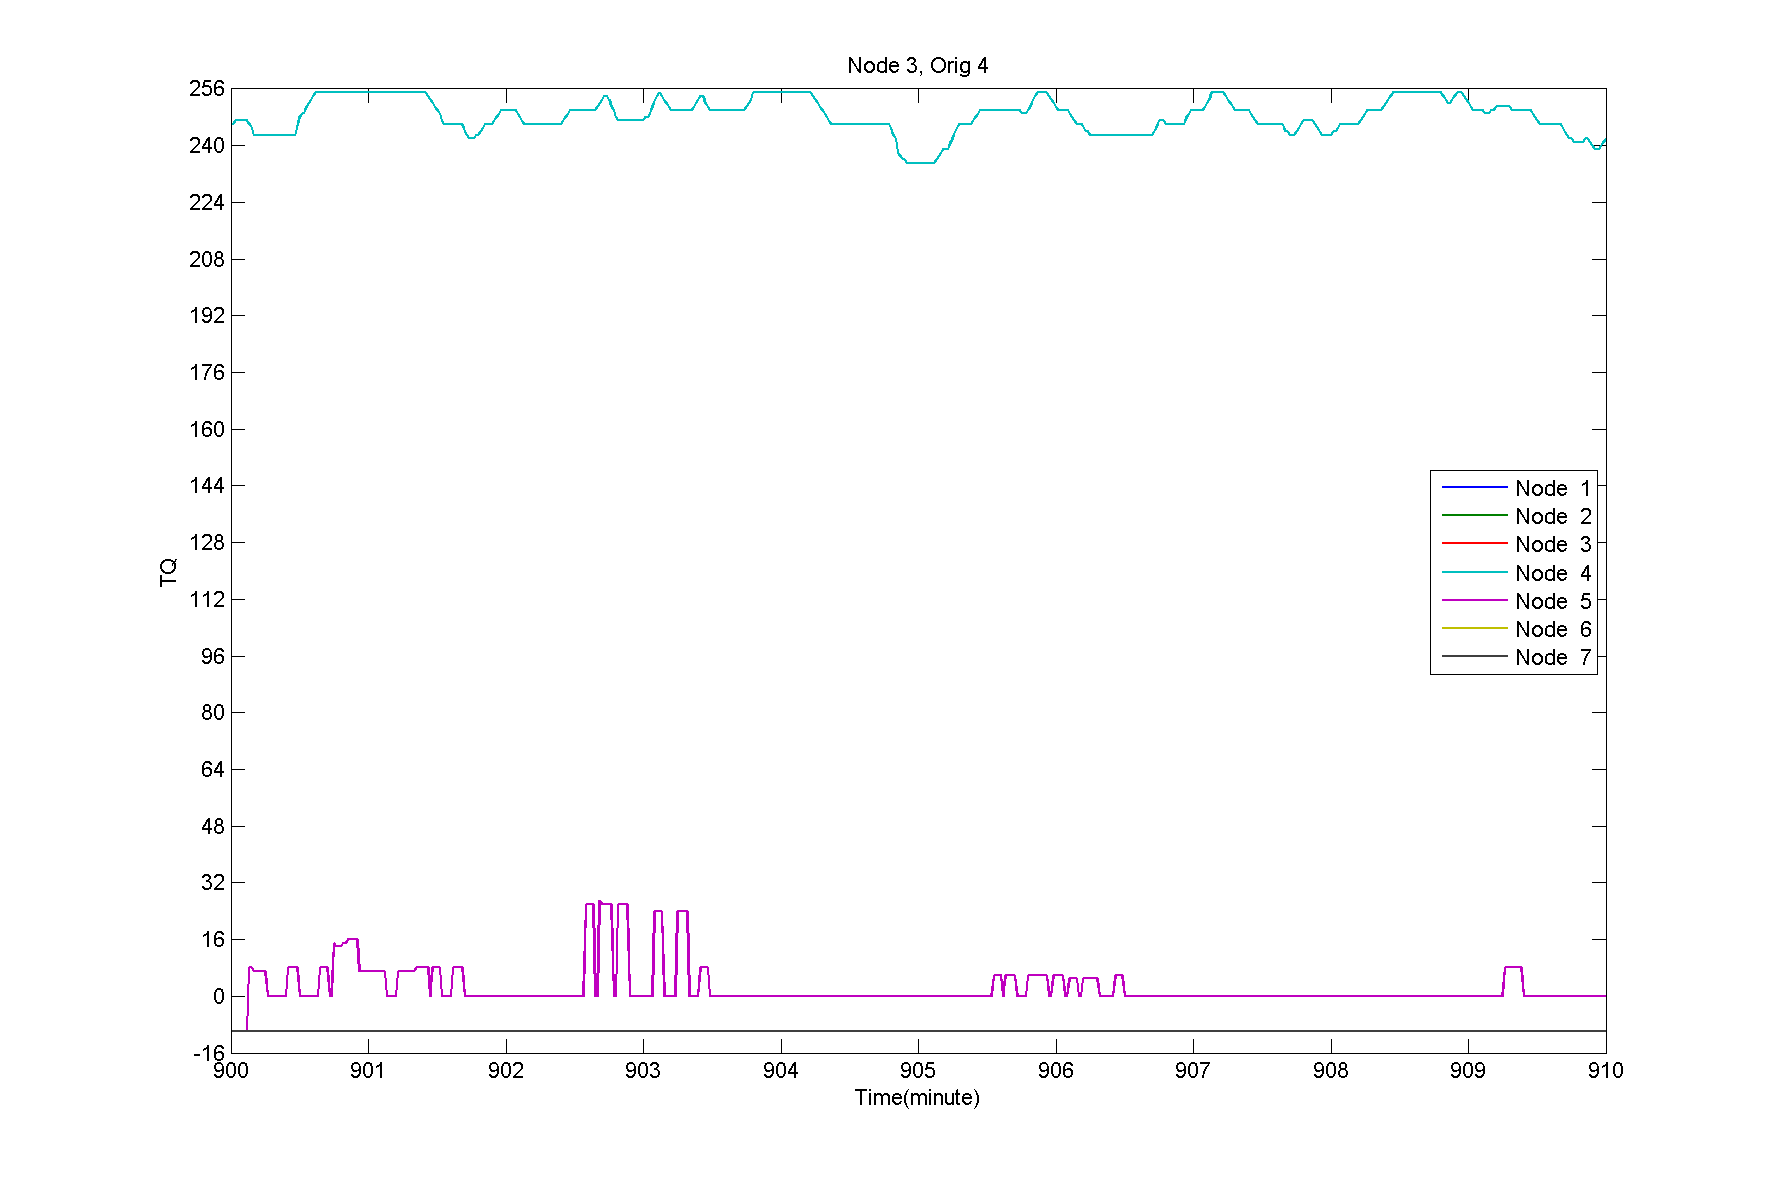 Node 3, Orig 4
256
240
224
208
192
176
160
144
128
112
96
80
64
48
32
16
0
-16
TQ
Node 1
Node 2
Node 3
Node 4
Node 5
Node 6
Node 7
900 901 902 903 904 905 906 907 908 909 910
Time(minute)